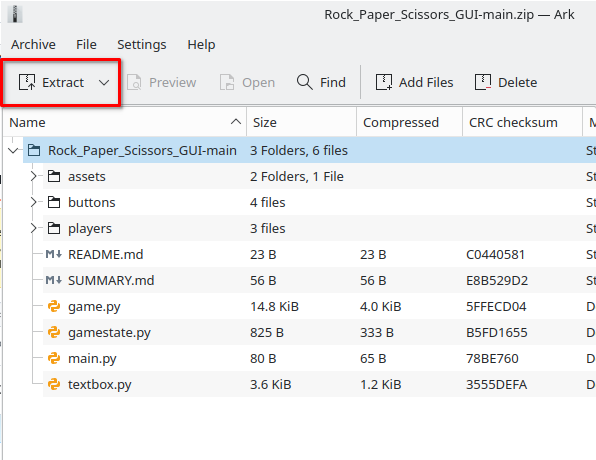 Rock_Paper_Scissors_GUI-main.zip — Ark
Archive File Settings Help
Extract Preview Open Find Add Files Delete
Name Size Compressed CRC checksum M
Rock_Paper_Scissors_GUI-main 3 Folders, 6 files St
assets 2 Folders, 1 File St
buttons 4 files St
players 3 files St
README.md 23 B 23 B C0440581 St
SUMMARY.md 56 B 56 B E8B529D2 St
game.py 14.8 KiB 4.0 KiB 5FFECD04 D
gamestate.py 825 B 333 B B5FD1655 D
main.py 80 B 65 B 78BE760 D
textbox.py 3.6 KiB 1.2 KiB 3555DEFA D